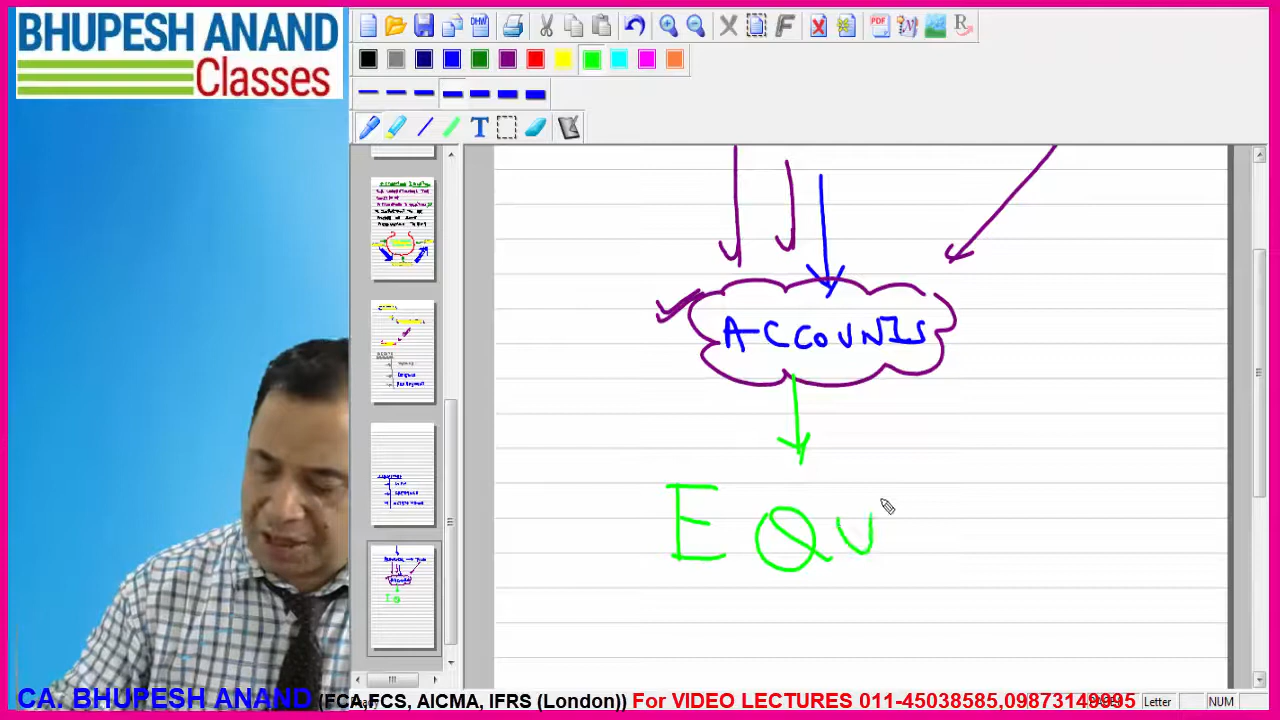 BHUPESH ANAND
Classes
ACCOUNTS
EQU
CA. BHUPESH ANAND (FCA,FCS, AICMA, IFRS (London)) For VIDEO LECTURES 011-45038585,09873149995
Letter
NUM